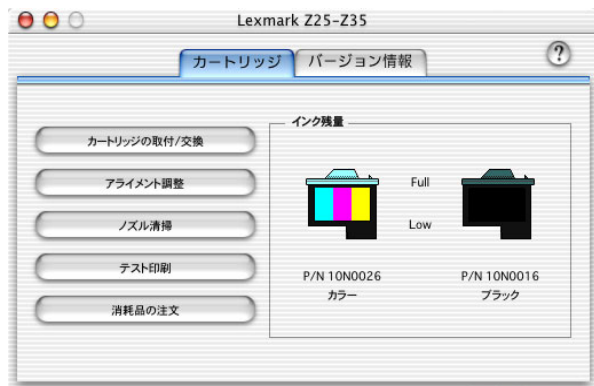 Lexmark Z25-Z35
カートリッジ バージョン情報 ?
カートリッジの取付/交換
アライメント調整
ノズル清掃
テスト印刷
消耗品の注文
インク残量
Full
Low
P/N 10N0026 P/N 10N0016
カラー ブラック